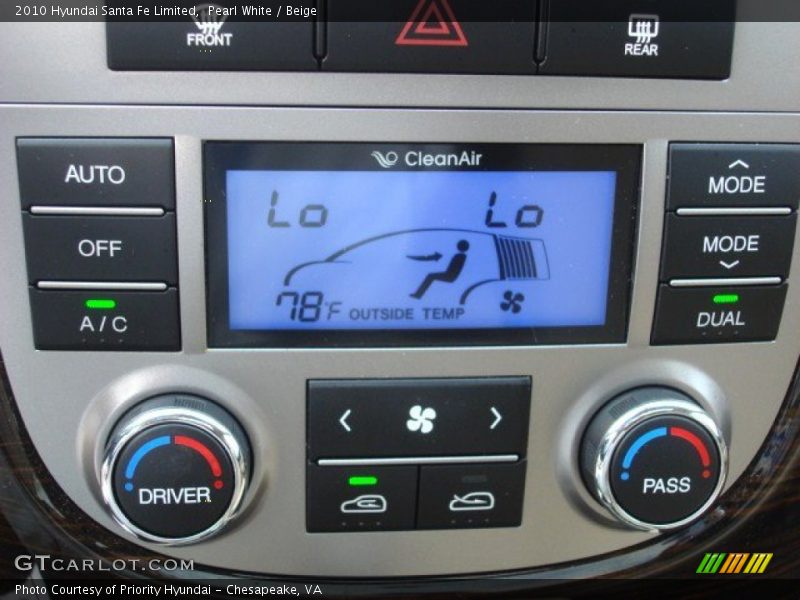 2010 Hyundai Santa Fe Limited, Pearl White / Beige
FRONT
REAR
CleanAir
AUTO
MODE
Lo Lo
OFF
MODE
78°F OUTSIDE TEMP
A/C
DUAL
DRIVER
PASS
GTCARLOT.COM
Photo Courtesy of Priority Hyundai - Chesapeake, VA